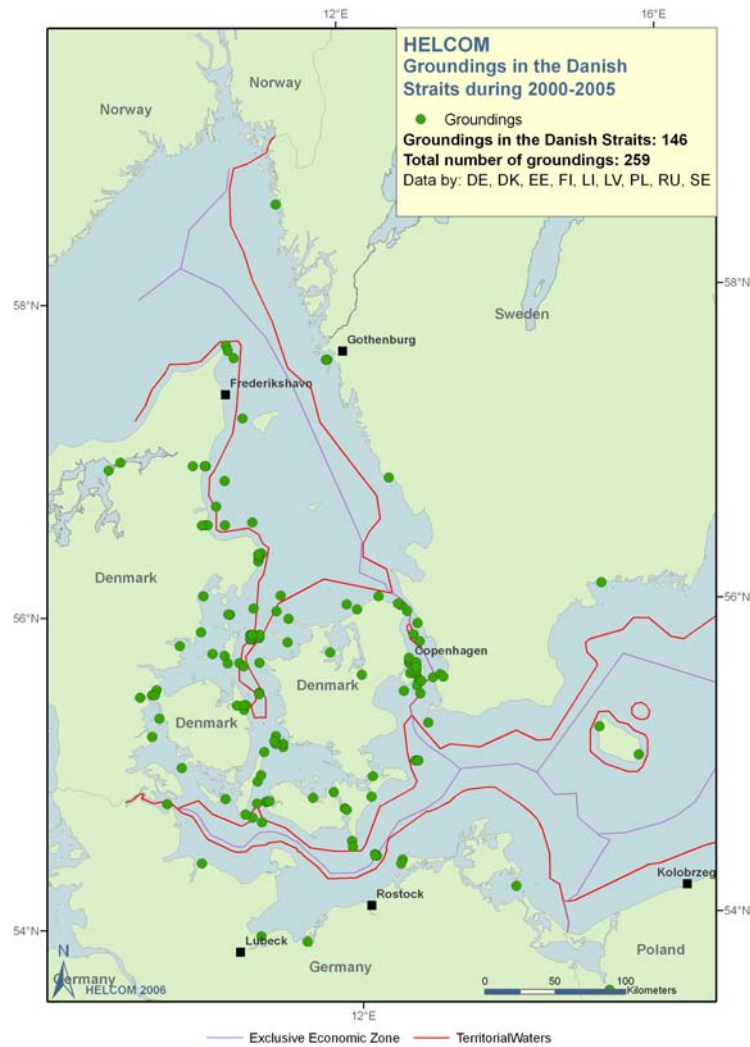 12°E
16°E
HELCOM
Groundings in the Danish
Straits during 2000-2005
Groundings
Groundings in the Danish Straits: 146
Total number of groundings: 259
Data by: DE, DK, EE, FI, LI, LV, PL, RU, SE
Norway
Norway
58°N
58°N
Sweden
Gothenburg
Frederikshavn
Denmark
56°N
56°N
Copenhagen
Denmark
Denmark
Kolobrzeg
Rostock
54°N
54°N
Lubeck
Poland
Germany
N
Germany
HELCOM 2006
0 50 100
Kilometers
12°E
Exclusive Economic Zone TerritorialWaters